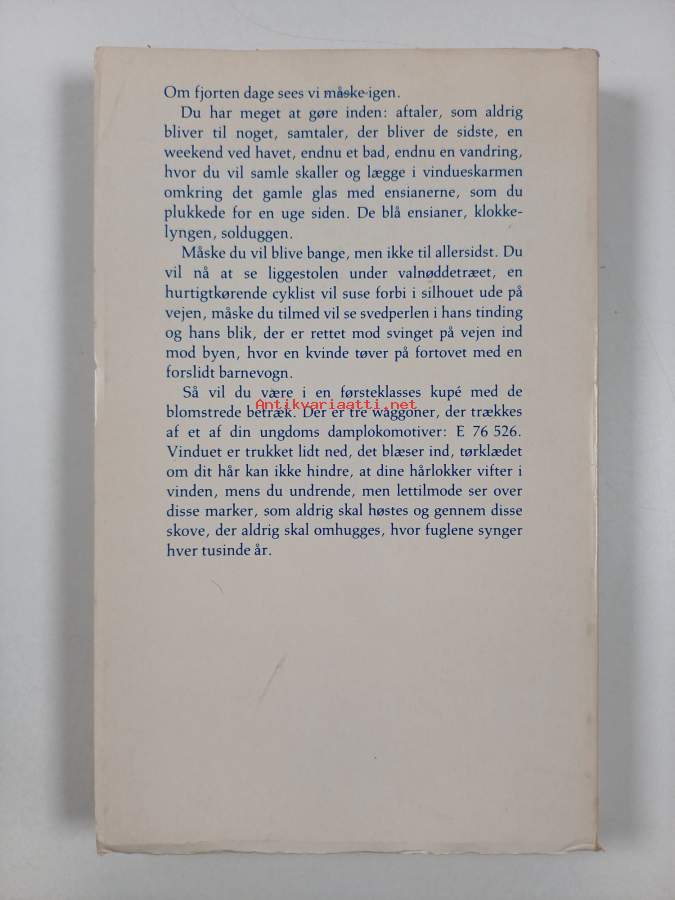 Om fjorten dage sees vi måske igen.
Du har meget at gøre inden: aftaler, som aldrig
bliver til noget, samtaler, der bliver de sidste, en
weekend ved havet, endnu et bad, endnu en vandring,
hvor du vil samle skaller og lægge i vindueskarmen
omkring det gamle glas med ensianerne, som du
plukkede for en uge siden. De blå ensianer, klokke-
lyngen, solduggen.
Måske du vil blive bange, men ikke til allersidst. Du
vil nå at se liggestolen under valnøddetræet, en
hurtigtkørende cyklist vil suse forbi i silhouet ude på
vejen, måske du tilmed vil se svedperlen i hans tinding
og hans blik, der er rettet mod svinget på vejen ind
mod byen, hvor en kvinde tøver på fortovet med en
forslidt barnevogn.
Så vil du være i en førsteklasses kupé med de
blomstrede betræk. Der er tre waggoner, der trækkes
Antikvariaatti.net
af et af din ungdoms damplokomotiver: E 76 526.
Vinduet er trukket lidt ned, det blæser ind, tørklædet
om dit hår kan ikke hindre, at dine hårlokker vifter i
vinden, mens du undrende, men lettilmode ser over
disse marker, som aldrig skal høstes og gennem disse
skove, der aldrig skal omhugges, hvor fuglene synger
hver tusinde år.